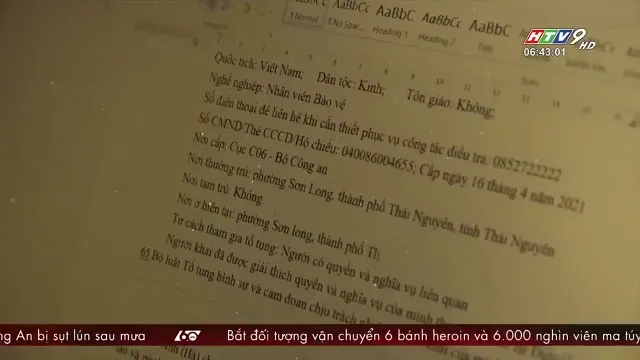 AaBbC AaBbCc AaBbC AaBbCc AaBbC
1 Normal 1 No Spac... Heading 1 Heading 7 Title
HTV9 HD
06:43:01
Quốc tịch: Việt Nam; Dân tộc: Kinh; Tôn giáo: Không;
Nghề nghiệp: Nhân viên Bảo vệ
Số điện thoại để liên hệ khi cần thiết phục vụ công tác điều tra: 0852722222
Số CMND/Thẻ CCCD/Hộ chiếu: 040086004655; Cấp ngày 16 tháng 4 năm 2021
Nơi cấp: Cục C06 - Bộ Công an
Nơi thường trú: phường Sơn Long, thành phố Thái Nguyên, tỉnh Thái Nguyên
Nơi tạm trú: Không
Nơi ở hiện tại: phường Sơn long, thành phố Th
Tư cách tham gia tố tụng: Người có quyền và nghĩa vụ liên quan
Người khai đã được giải thích quyền và nghĩa vụ của mình th
65 Bộ luật Tố tụng hình sự và cam đoan chịu trách
ng An bị sụt lún sau mưa 60 Bắt đối tượng vận chuyển 6 bánh heroin và 6.000 nghìn viên ma túy